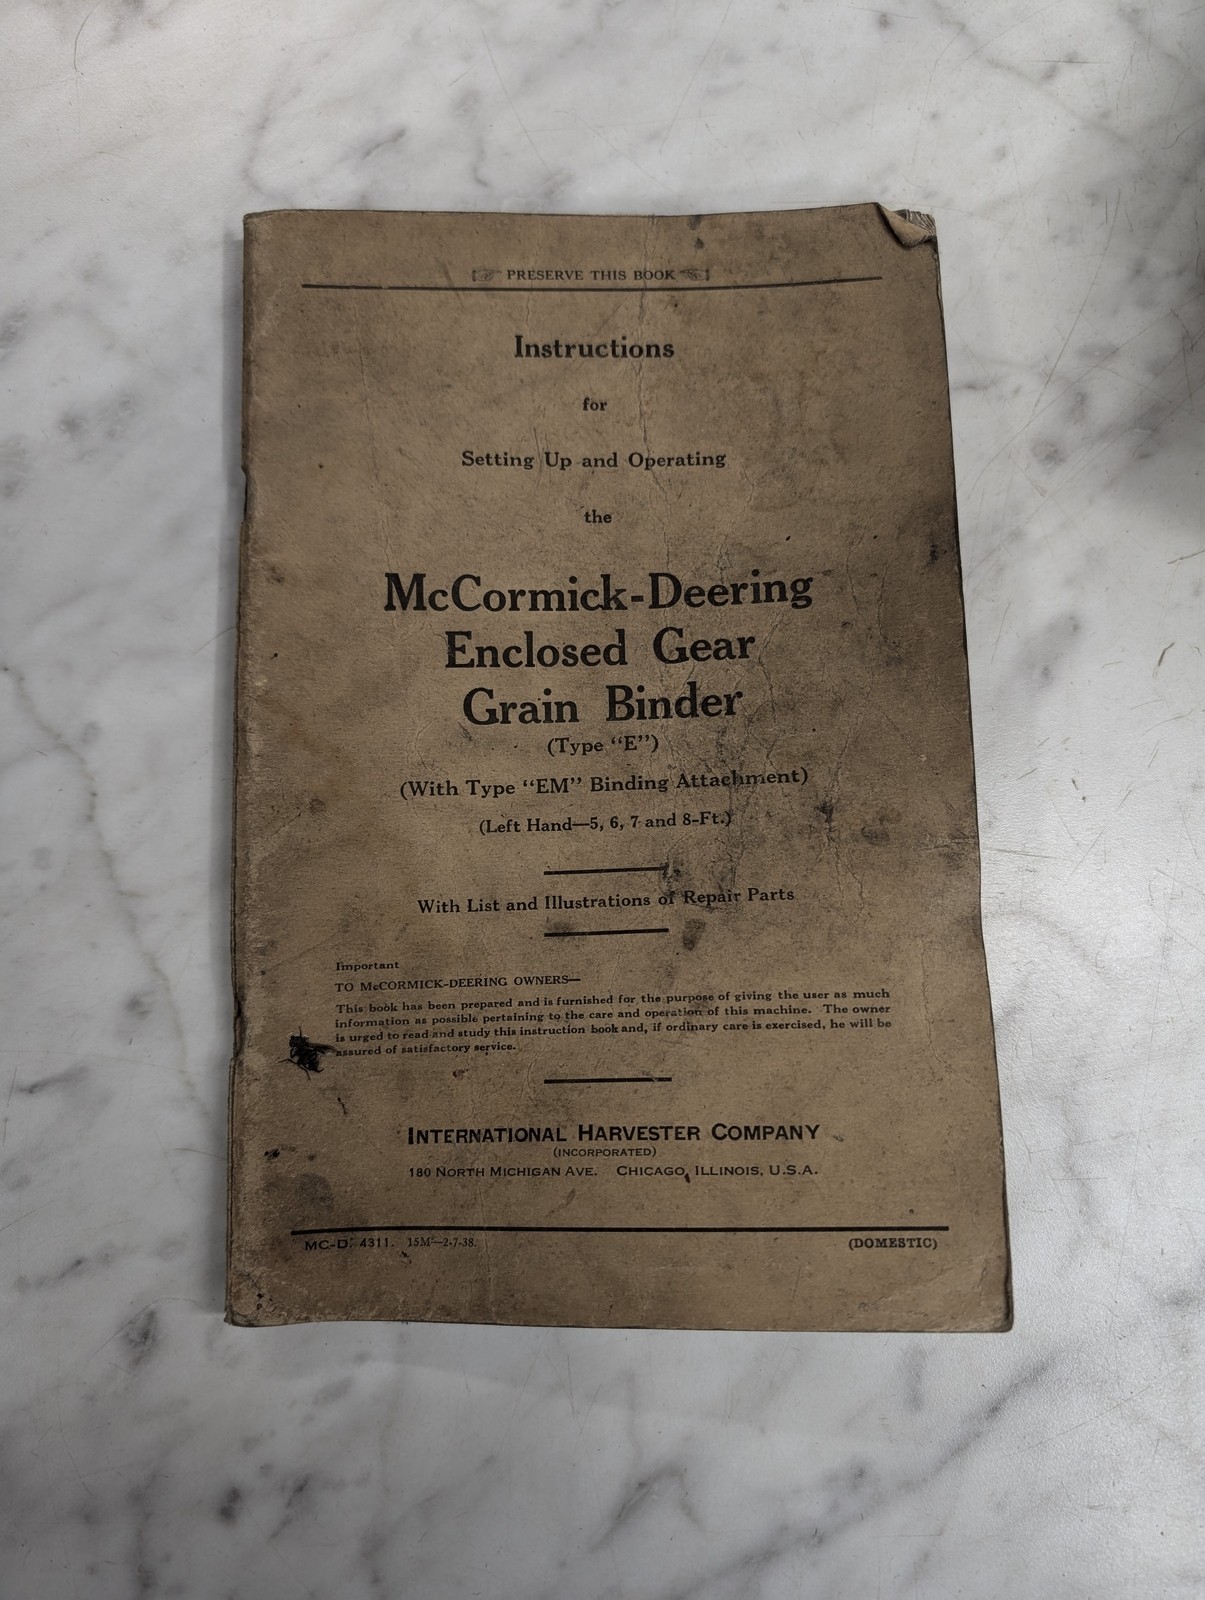 PRESERVE THIS BOOK
Instructions
for
Setting Up and Operating
the
McCormick-Deering
Enclosed Gear
Grain Binder
(Type “E”)
(With Type “EM” Binding Attachment)
(Left Hand—5, 6, 7 and 8-Ft.)
With List and Illustrations of Repair Parts
Important
TO McCORMICK-DEERING OWNERS—
This book has been prepared and is furnished for the purpose of giving the user as much
information as possible pertaining to the care and operation of this machine. The owner
is urged to read and study this instruction book and, if ordinary care is exercised, he will be
assured of satisfactory service.
INTERNATIONAL HARVESTER COMPANY
(INCORPORATED)
180 NORTH MICHIGAN AVE. CHICAGO, ILLINOIS, U.S.A.
MC-D. 4311. 15M—2-7-38.
(DOMESTIC)